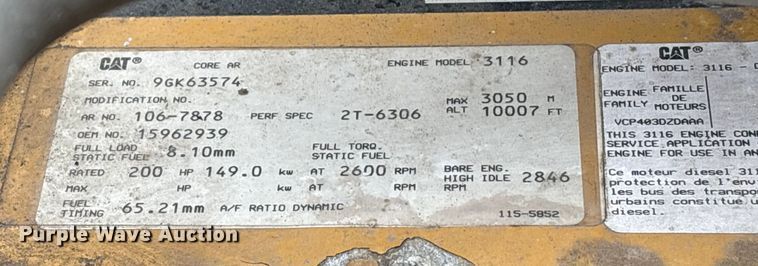 CAT® CORE AR ENGINE MODEL 3116
SER. NO. 9GK63574
MODIFICATION NO.
AR NO. 106-7878 PERF SPEC 2T-6306 MAX ALT 3050 M 10007 FT
OEM NO. 15962939
FULL LOAD STATIC FUEL 8.10mm FULL TORQ. STATIC FUEL
RATED 200 HP 149.0 kw AT 2600 RPM BARE ENG. HIGH IDLE 2846 RPM
MAX HP kw AT RPM
FUEL TIMING 65.21mm A/F RATIO DYNAMIC 115-5852
CAT®
ENGINE MODEL: 3116 -
ENGINE FAMILY FAMILLE DE MOTEURS
VCP403DZDAAA
THIS 3116 ENGINE CON
SERVICE APPLICATION
ENGINE FOR USE IN AN
Ce moteur diesel 311
protection de l'env
les bus des transpo
urbains constitue u
diesel.
Purple Wave Auction